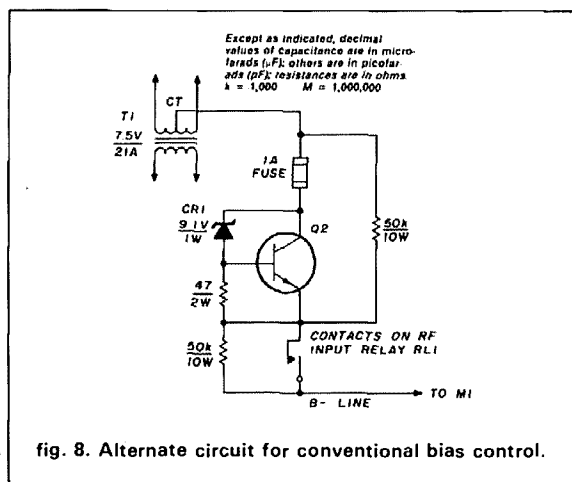 Except as indicated, decimal
values of capacitance are in micro-
farads (µF); others are in picofar-
ads (pF); resistances are in ohms.
k = 1,000 M = 1,000,000
CT
T1
7.5V
21A
1A
FUSE
CR1
9.1V
1W
Q2
50k
10W
47
2W
50k
10W
CONTACTS ON RF
INPUT RELAY RL1
B- LINE
TO M1
fig. 8. Alternate circuit for conventional bias control.